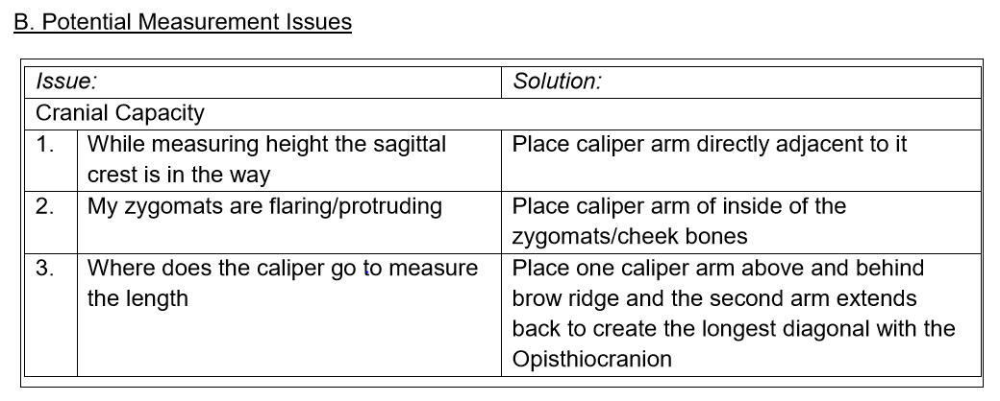 B. Potential Measurement Issues
Issue: Solution:
Cranial Capacity
1. While measuring height the sagittal Place caliper arm directly adjacent to it
crest is in the way
2. My zygomats are flaring/protruding Place caliper arm of inside of the
zygomats/cheek bones
3. Where does the caliper go to measure Place one caliper arm above and behind
the length brow ridge and the second arm extends
back to create the longest diagonal with the
Opisthiocranion